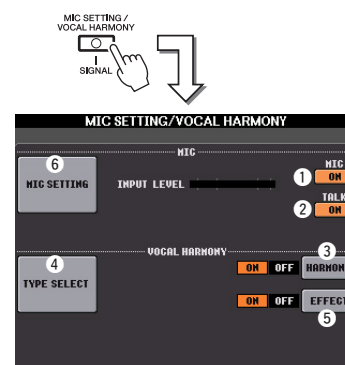 MIC SETTING /
VOCAL HARMONY
SIGNAL
MIC SETTING/VOCAL HARMONY
MIC
6
MIC SETTING
INPUT LEVEL
MIC
1 ON
TALK
2 ON
VOCAL HARMONY
4
TYPE SELECT
3
ON OFF HARMON
ON OFF EFFECT
5